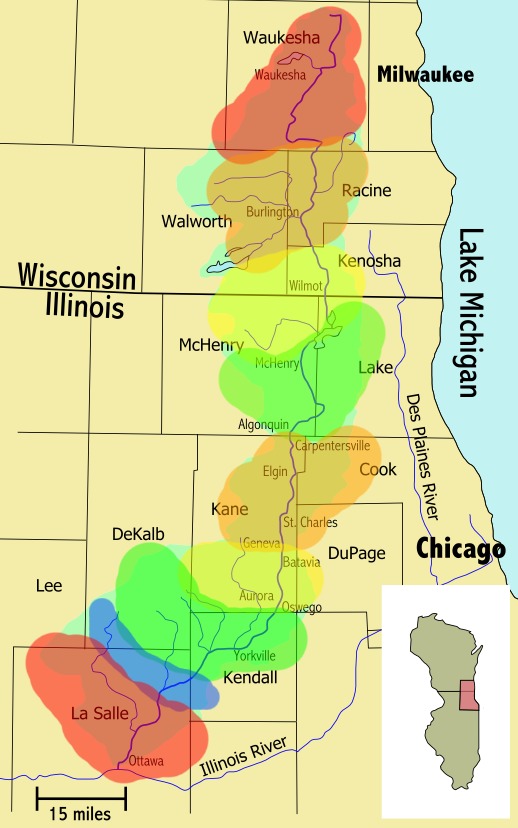 Waukesha
Waukesha
Milwaukee
Racine
Burlington
Walworth
Kenosha
Lake Michigan
Wisconsin
Wilmot
Illinois
McHenry
McHenry
Lake
Des Plaines River
Algonquin
Carpentersville
Elgin
Cook
Kane
St. Charles
DeKalb
Geneva
DuPage
Chicago
Batavia
Lee
Aurora
Oswego
Yorkville
Kendall
La Salle
Illinois River
Ottawa
15 miles